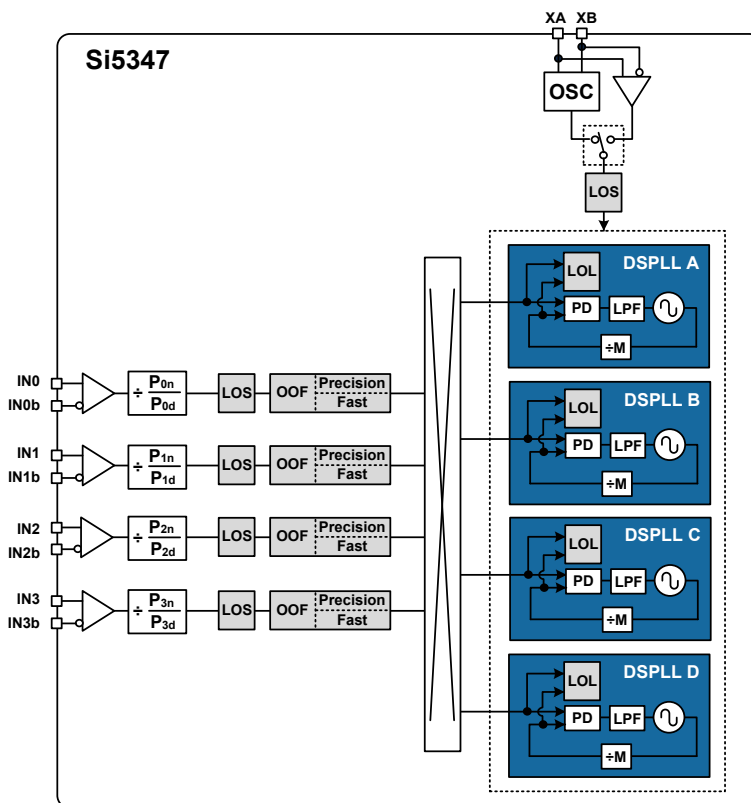 XA XB
Si5347
OSC
LOS
DSPLL A
LOL
PD LPF
÷M
IN0
IN0b
÷ P0n
P0d
LOS OOF Precision
Fast
DSPLL B
LOL
PD LPF
÷M
IN1
IN1b
÷ P1n
P1d
LOS OOF Precision
Fast
IN2
IN2b
÷ P2n
P2d
LOS OOF Precision
Fast
DSPLL C
LOL
PD LPF
÷M
IN3
IN3b
÷ P3n
P3d
LOS OOF Precision
Fast
DSPLL D
LOL
PD LPF
÷M